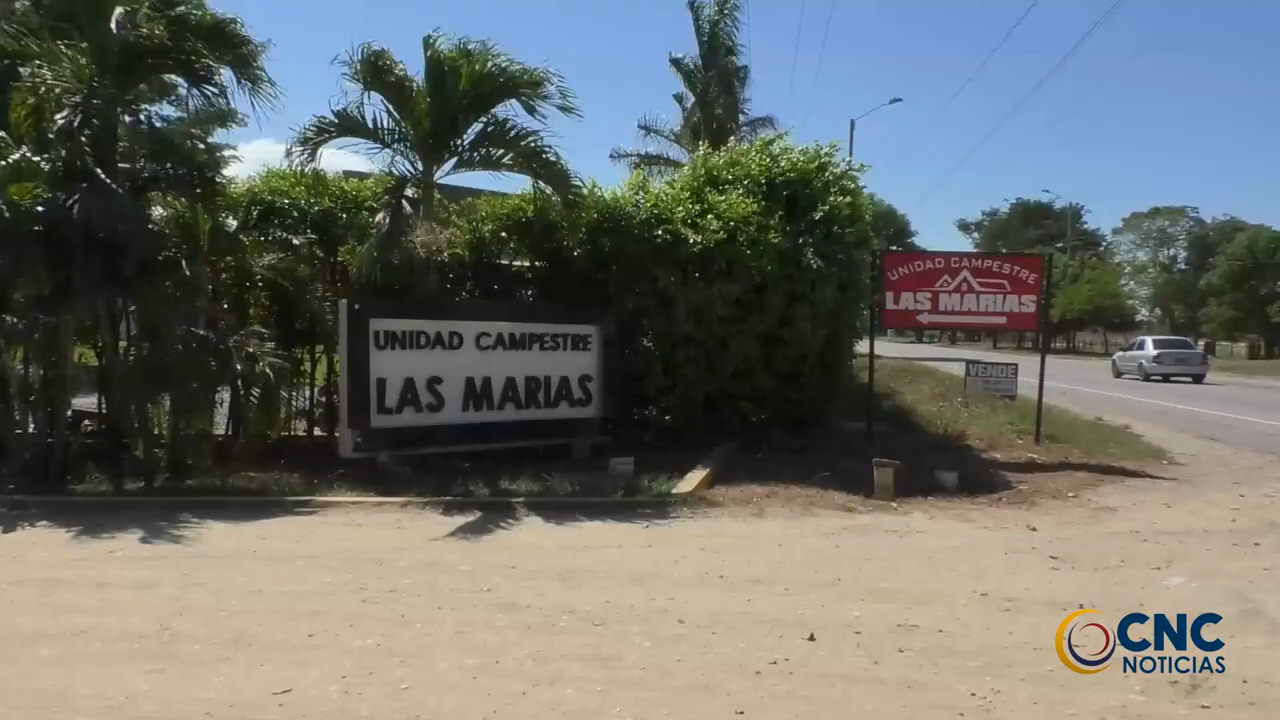 UNIDAD CAMPESTRE
LAS MARIAS
UNIDAD CAMPESTRE
LAS MARIAS
VENDE
CNC
NOTICIAS